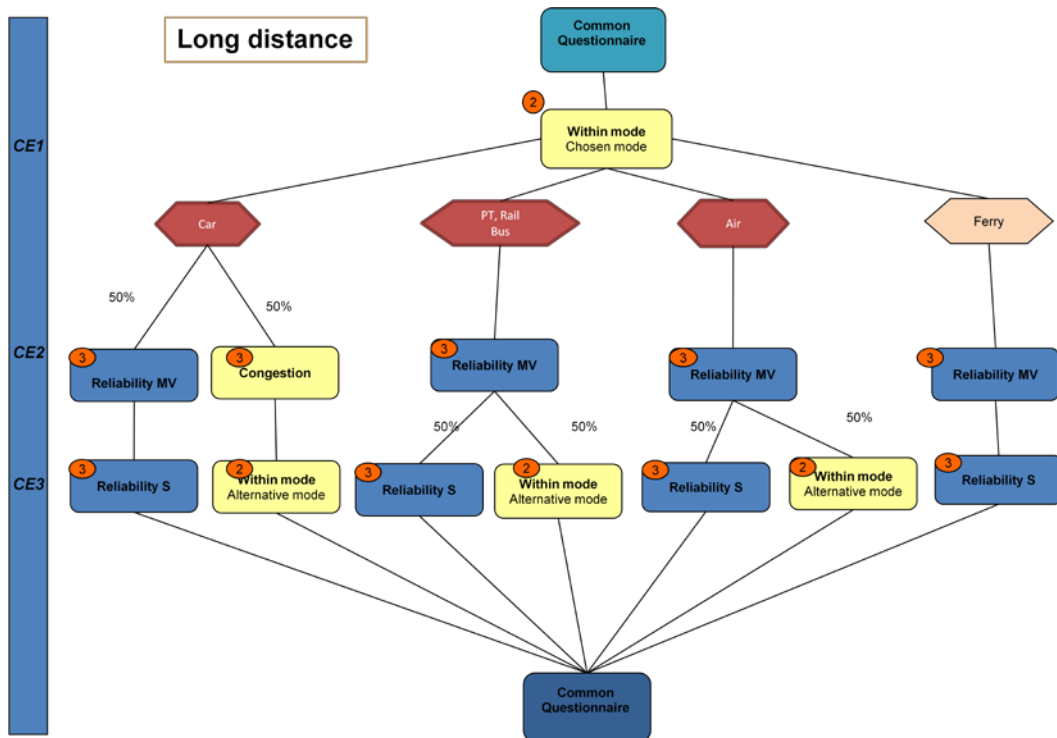 Long distance
Common
Questionnaire
2
CE1
Within mode
Chosen mode
Car
PT, Rail
Bus
Air
Ferry
50%
50%
CE2
3
Reliability MV
3
Congestion
3
Reliability MV
3
Reliability MV
3
Reliability MV
50%
50%
50%
50%
CE3
3
Reliability S
2
Within mode
Alternative mode
3
Reliability S
2
Within mode
Alternative mode
3
Reliability S
2
Within mode
Alternative mode
3
Reliability S
Common
Questionnaire